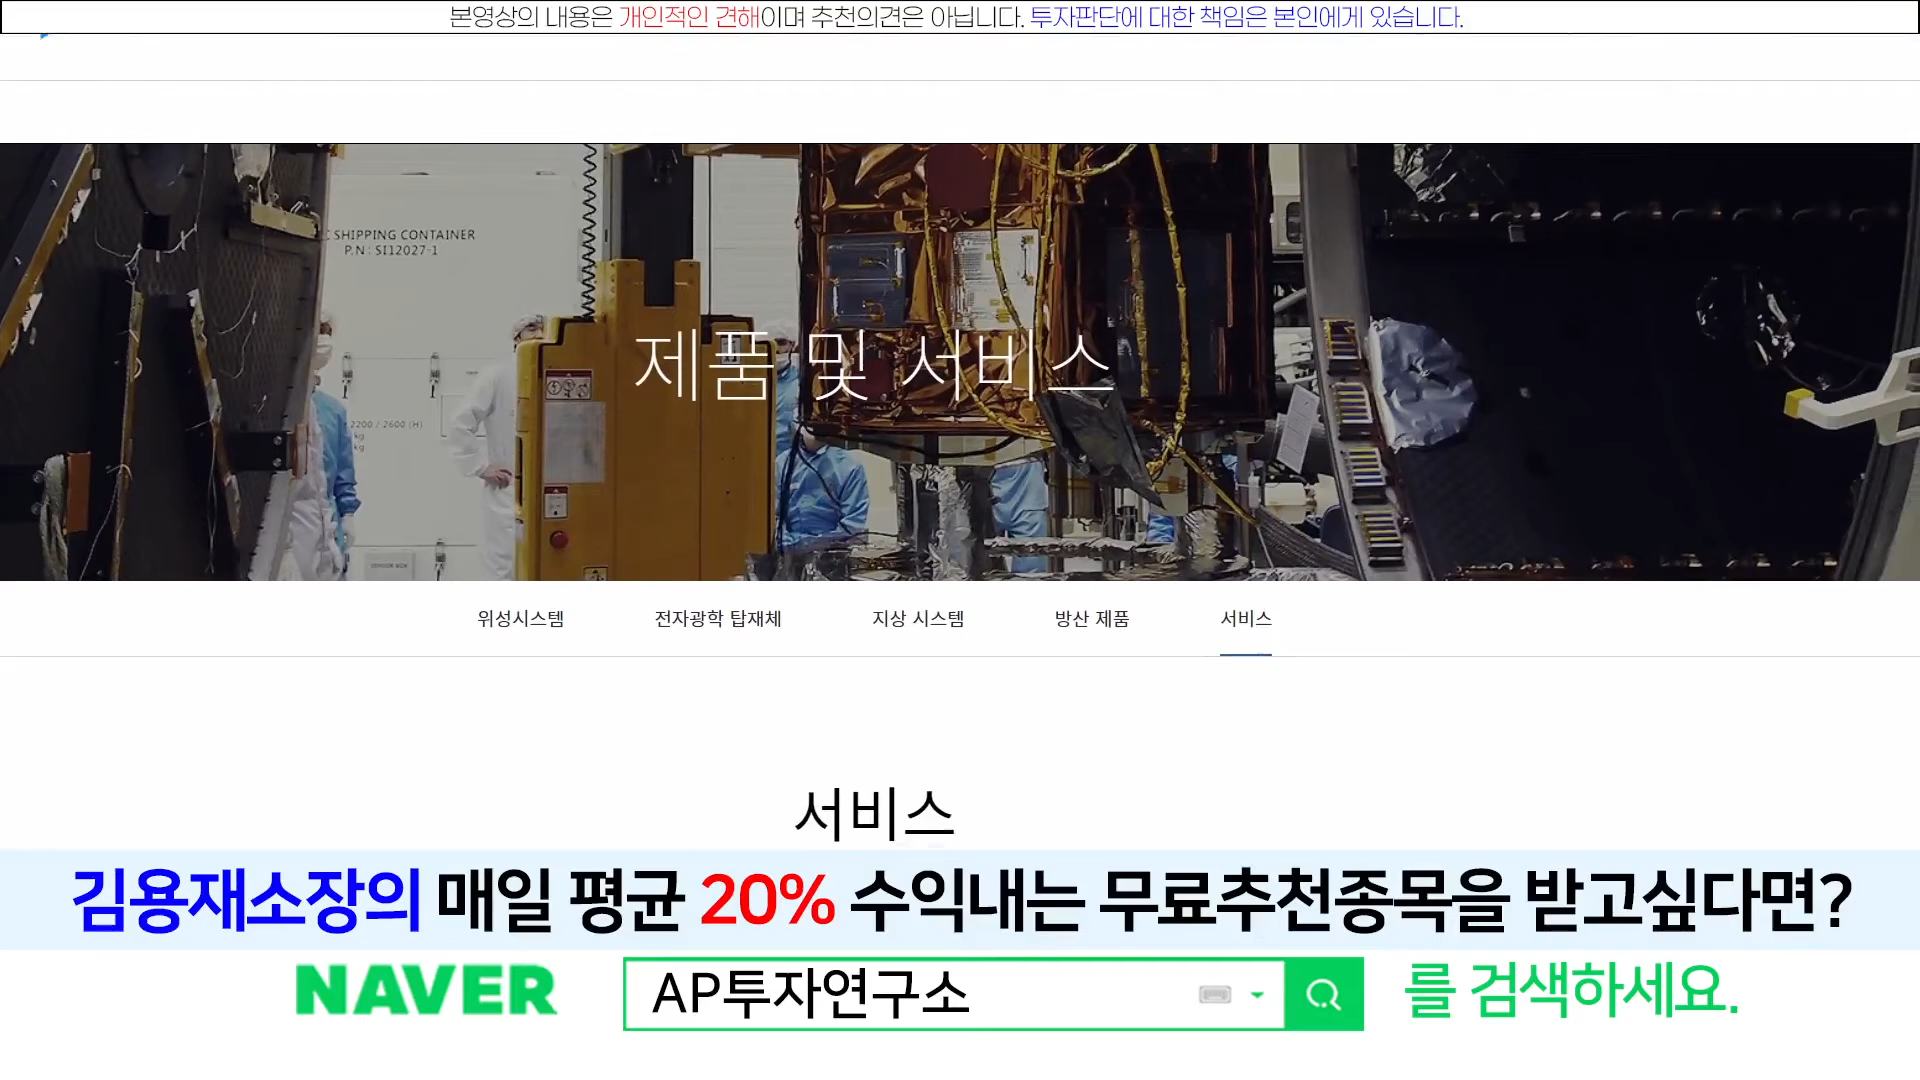 본영상의 내용은 개인적인 견해이며 추천의견은 아닙니다. 투자판단에 대한 책임은 본인에게 있습니다.
SHIPPING CONTAINER
P.N : SI12027-1
2200 / 2600 (H)
kg
kg
제품 및 서비스
위성시스템 전자광학 탑재체 지상 시스템 방산 제품 서비스
서비스
김용재소장의 매일 평균 20% 수익내는 무료추천종목을 받고싶다면?
NAVER AP투자연구소 를 검색하세요.